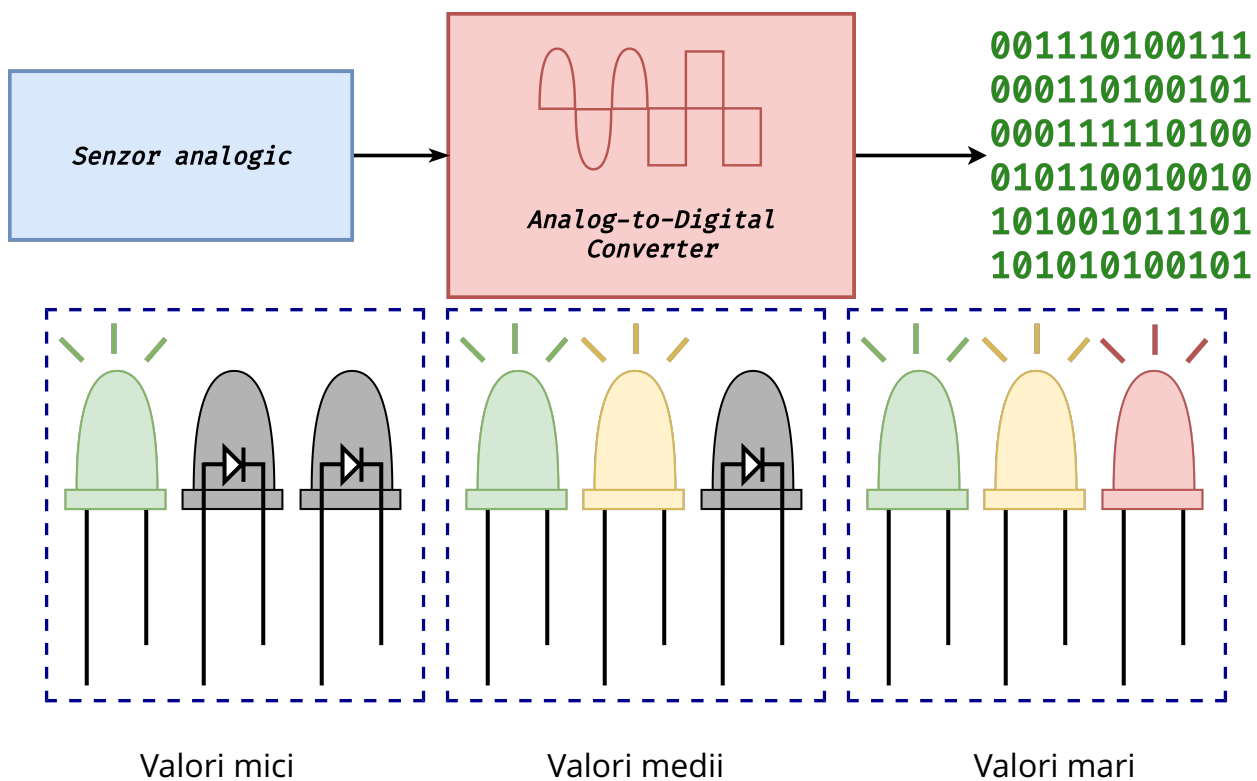 Senzor analogic
Analog-to-Digital
Converter
001110100111
000110100101
000111110100
010110010010
101001011101
101010100101
Valori mici
Valori medii
Valori mari